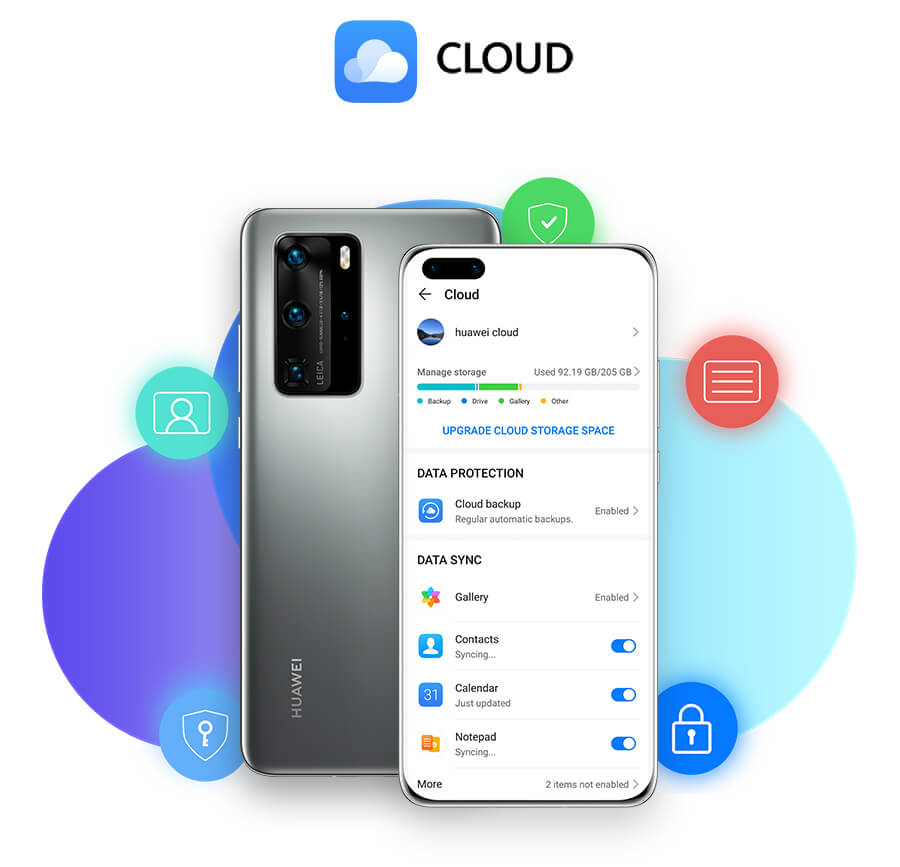 CLOUD
Cloud
huawei cloud
Manage storage Used 92.19 GB/205 GB
Backup Drive Gallery Other
UPGRADE CLOUD STORAGE SPACE
DATA PROTECTION
Cloud backup
Regular automatic backups.
Enabled
DATA SYNC
Gallery Enabled
Contacts
Syncing...
31
Calendar
Just updated
Notepad
Syncing...
More 2 items not enabled
LEICA
HUAWEI